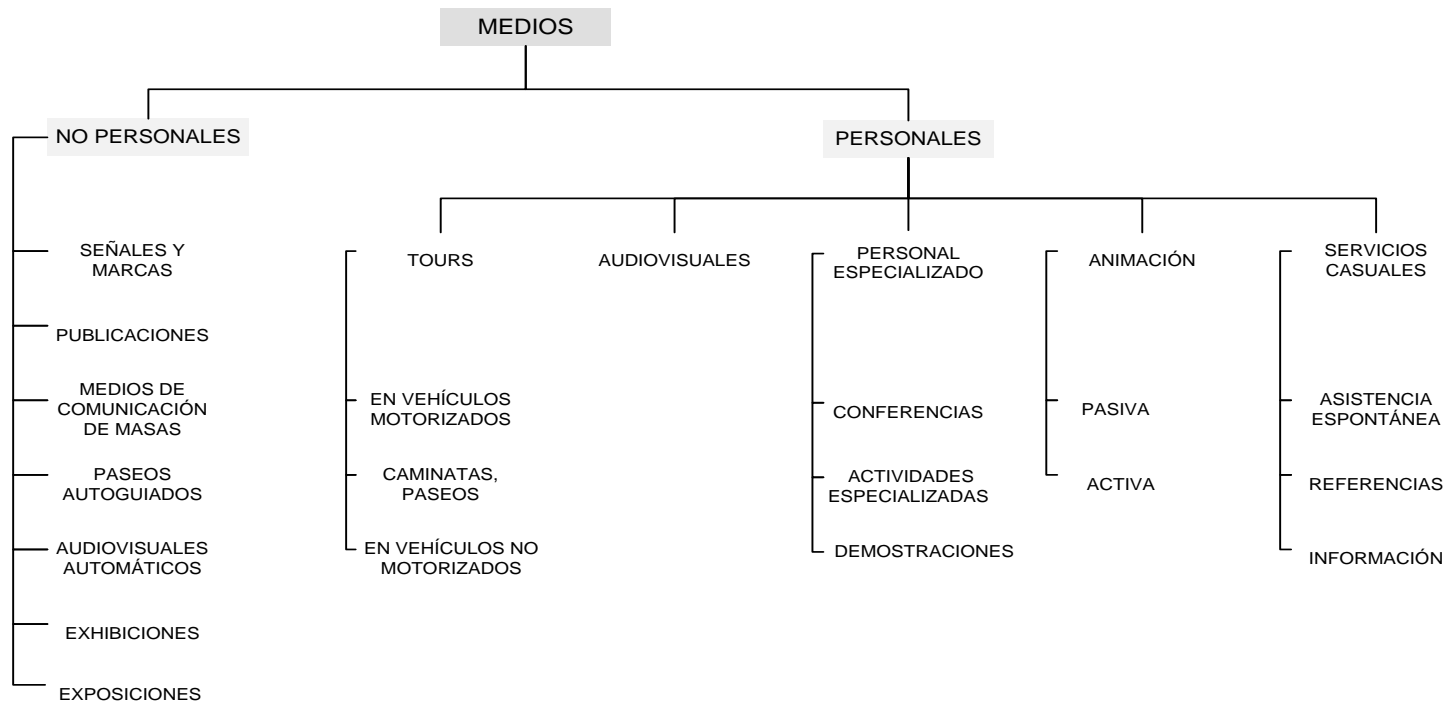 MEDIOS
NO PERSONALES
SEÑALES Y
MARCAS
PUBLICACIONES
MEDIOS DE
COMUNICACIÓN
DE MASAS
PASEOS
AUTOGUIADOS
AUDIOVISUALES
AUTOMÁTICOS
EXHIBICIONES
EXPOSICIONES
PERSONALES
TOURS
EN VEHÍCULOS
MOTORIZADOS
CAMINATAS,
PASEOS
EN VEHÍCULOS NO
MOTORIZADOS
AUDIOVISUALES
PERSONAL
ESPECIALIZADO
CONFERENCIAS
ACTIVIDADES
ESPECIALIZADAS
DEMOSTRACIONES
ANIMACIÓN
PASIVA
ACTIVA
SERVICIOS
CASUALES
ASISTENCIA
ESPONTÁNEA
REFERENCIAS
INFORMACIÓN